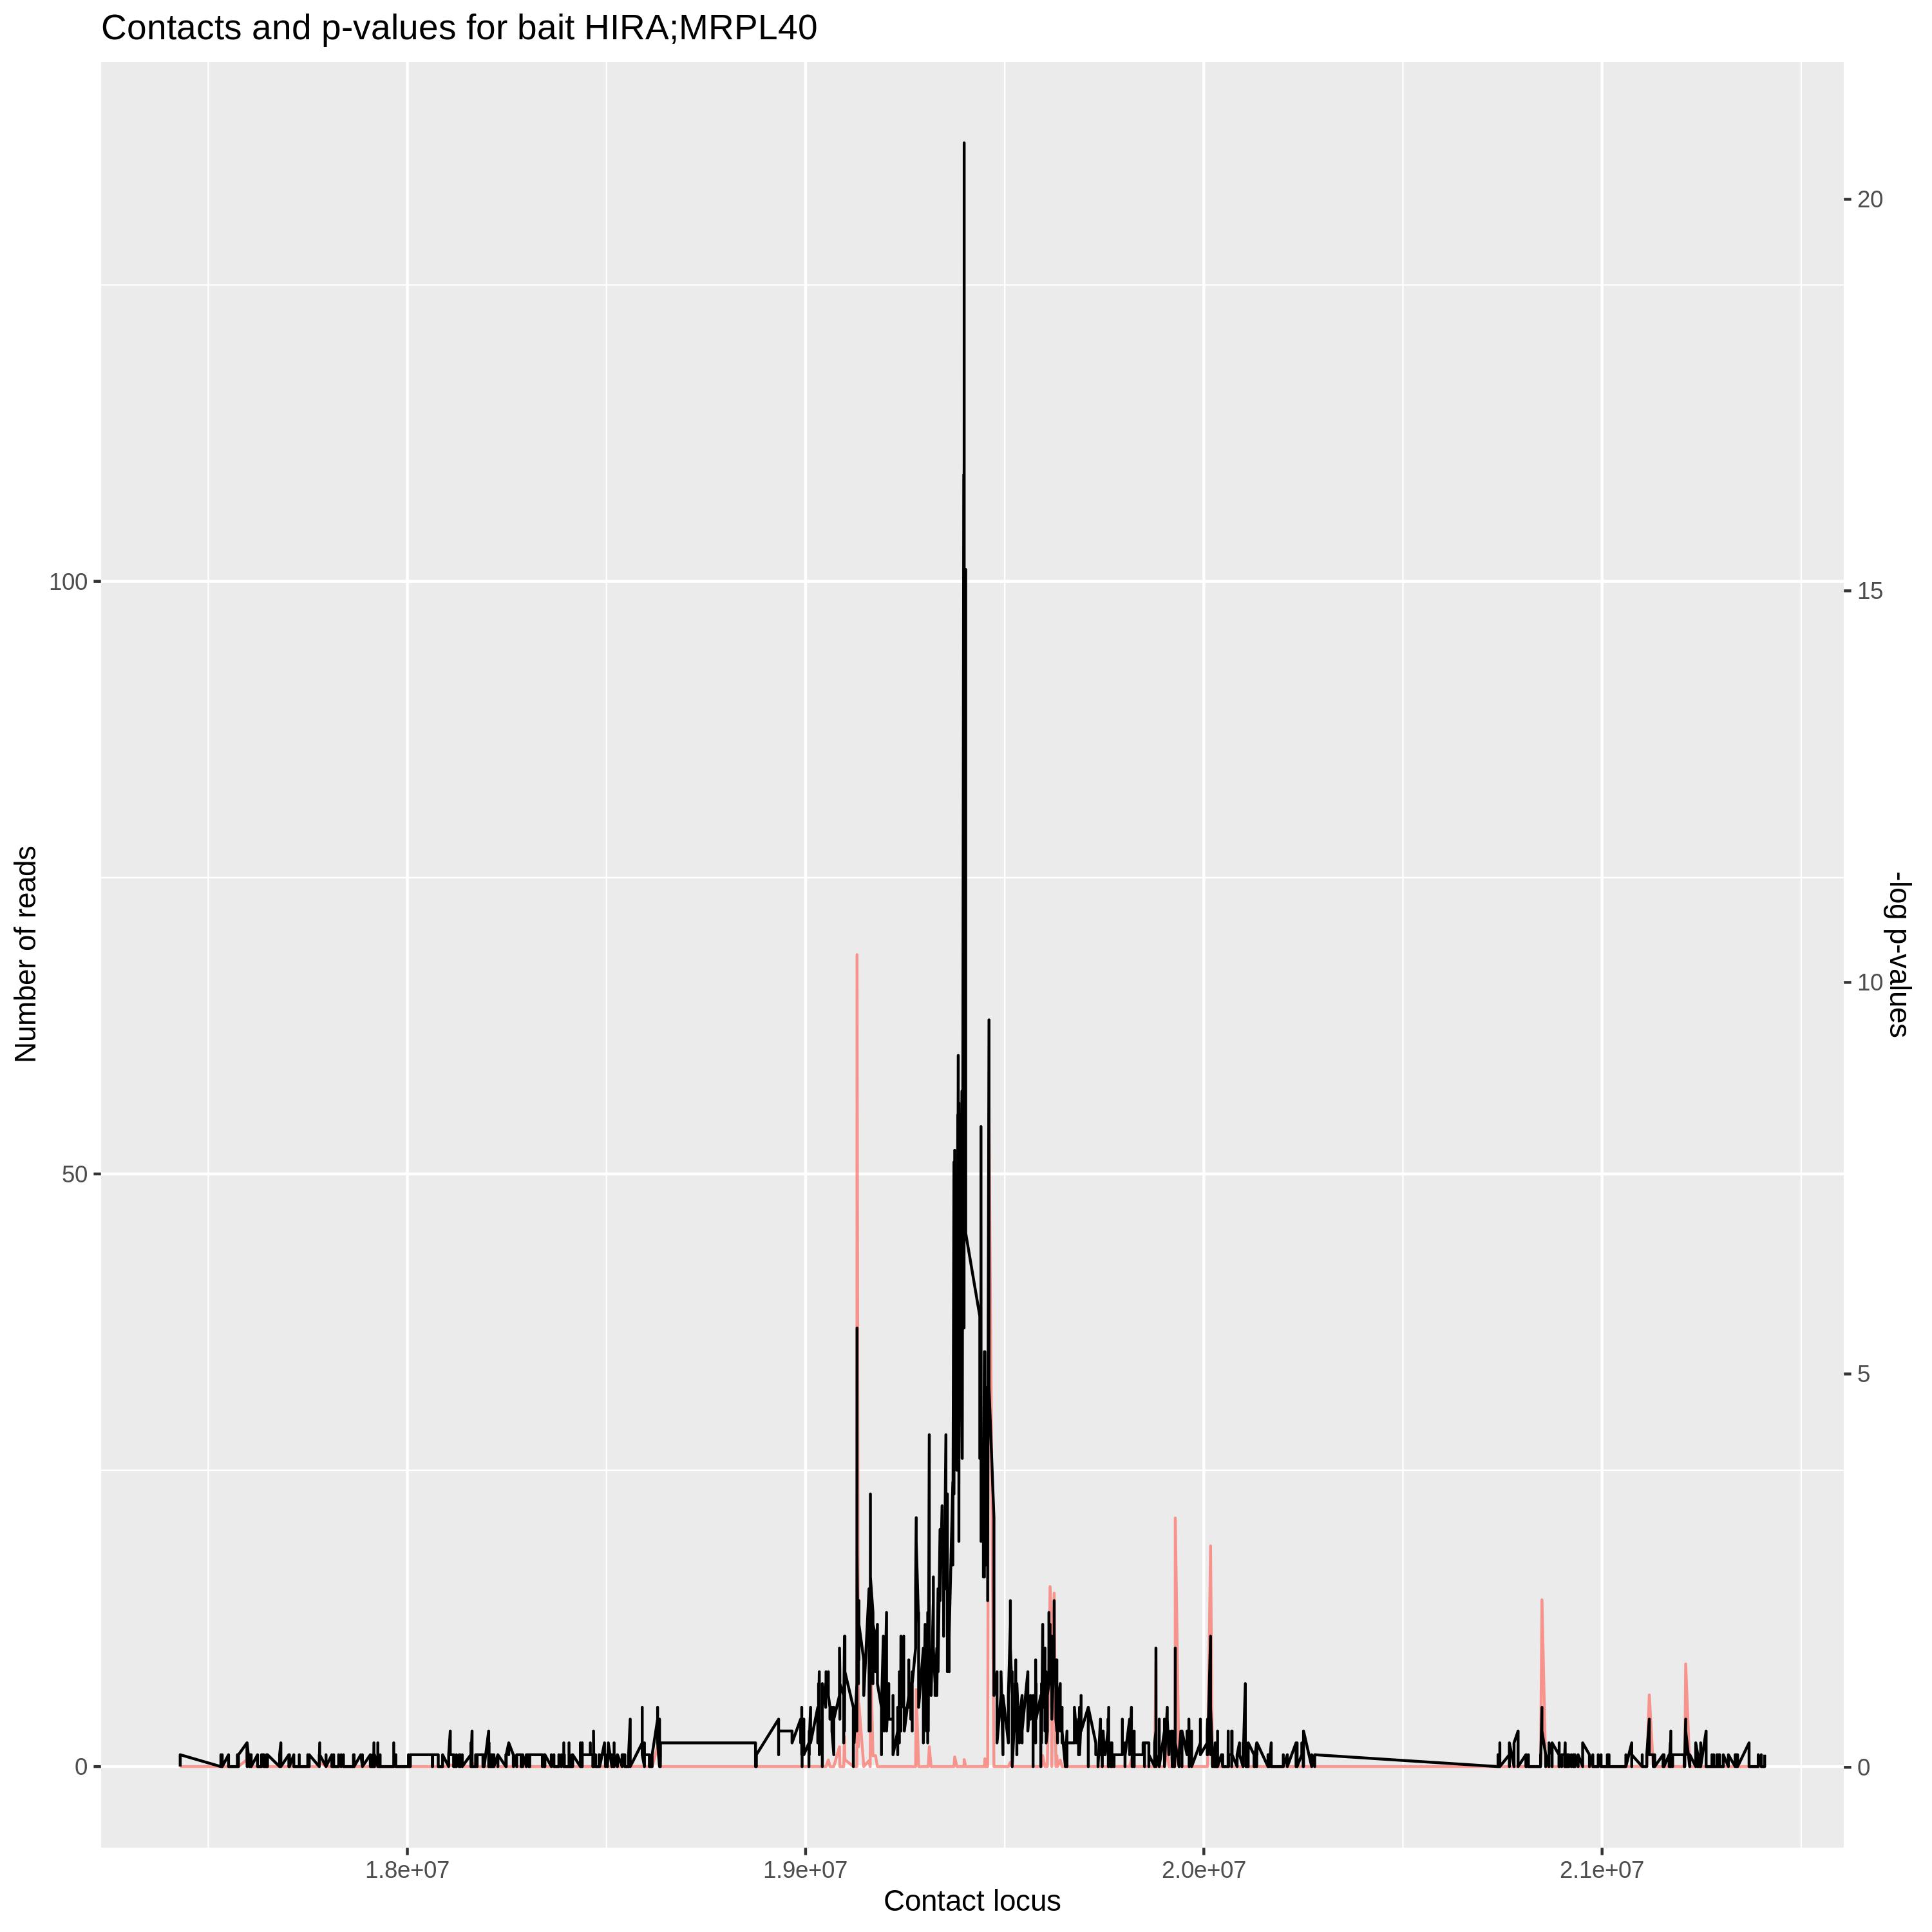 Contacts and p-values for bait HIRA;MRPL40
Number of reads
100
50
0
20
15
10
5
0
-log p-values
1.8e+07
1.9e+07
2.0e+07
2.1e+07
Contact locus